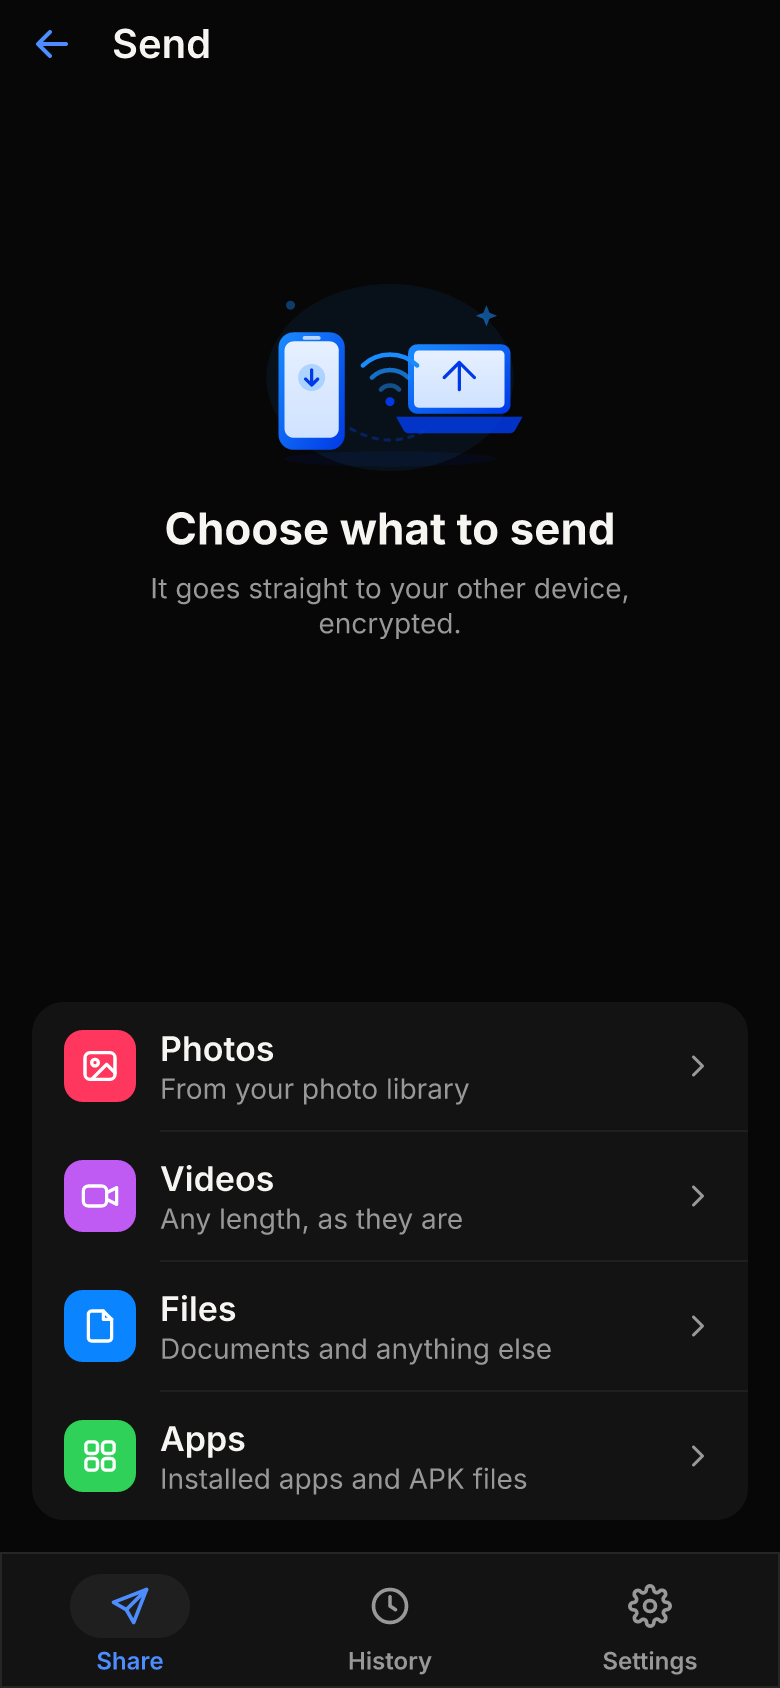 Send
Choose what to send
It goes straight to your other device,
encrypted.
Photos
From your photo library
Videos
Any length, as they are
Files
Documents and anything else
Apps
Installed apps and APK files
Share
History
Settings